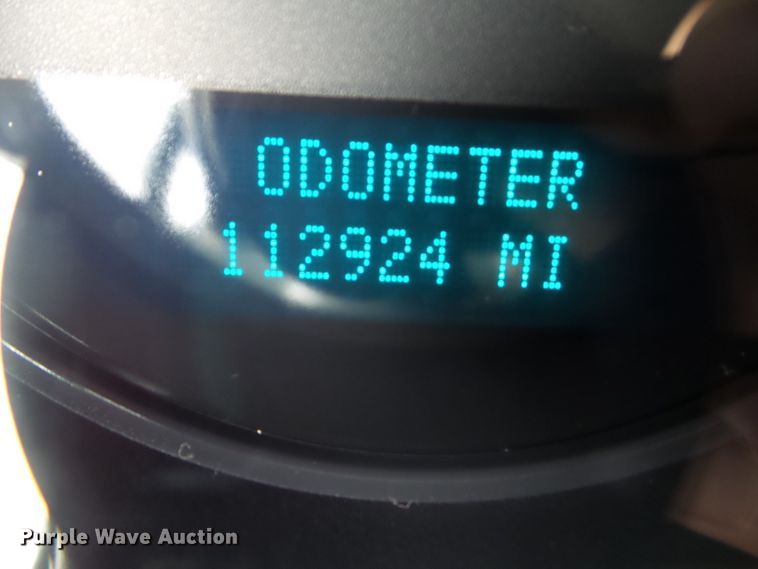 ODOMETER
112924 MI
Purple Wave Auction